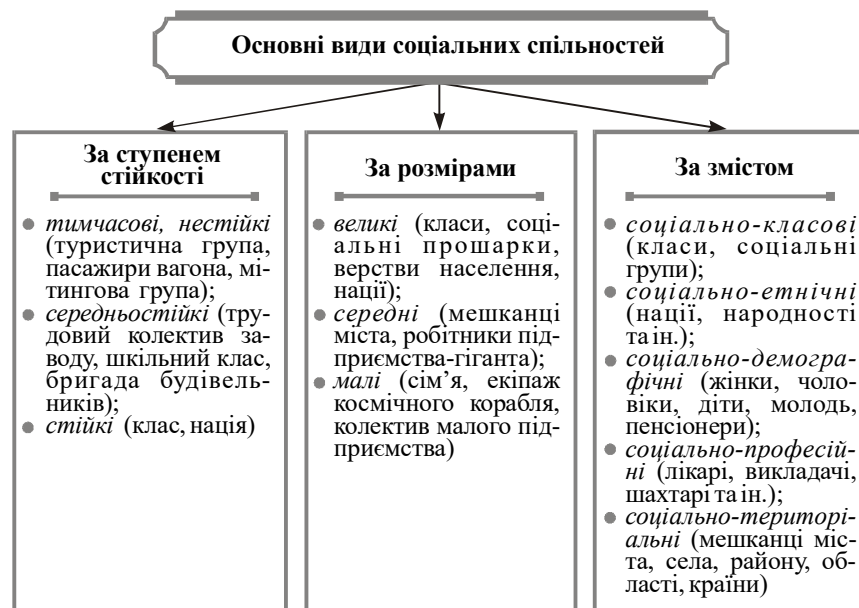 Основні види соціальних спільностей
За ступенем
стійкості
тимчасові, нестійкі
(туристична група,
пасажири вагона, мі-
тингова група);
середньостійкі (тру-
довий колектив за-
воду, шкільний клас,
бригада будівель-
ників);
стійкі (клас, нація)
За розмірами
великі (класи, соці-
альні прошарки,
верстви населення,
нації);
середні (мешканці
міста, робітники під-
приємства-гіганта);
малі (сім’я, екіпаж
космічного корабля,
колектив малого під-
приємства)
За змістом
соціально-класові
(класи, соціальні
групи);
соціально-етнічні
(нації, народності
та ін.);
соціально-демогра-
фічні (жінки, чоло-
віки, діти, молодь,
пенсіонери);
соціально-професій-
ні (лікарі, викладачі,
шахтарі та ін.);
соціально-територі-
альні (мешканці міс-
та, села, району, об-
ласті, країни)